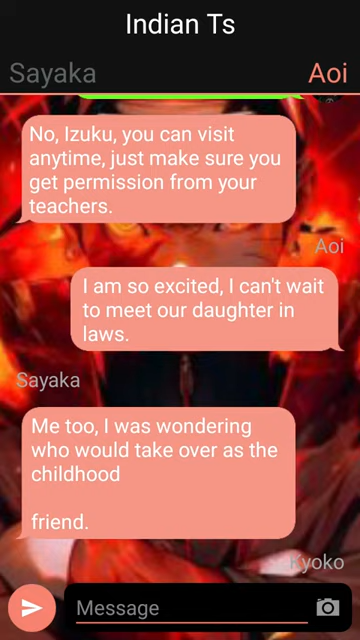 Indian Ts
Sayaka
Aoi
No, Izuku, you can visit
anytime, just make sure you
get permission from your
teachers.
Aoi
I am so excited, I can't wait
to meet our daughter in
laws.
Sayaka
Me too, I was wondering
who would take over as the
childhood
friend.
Kyoko
Message